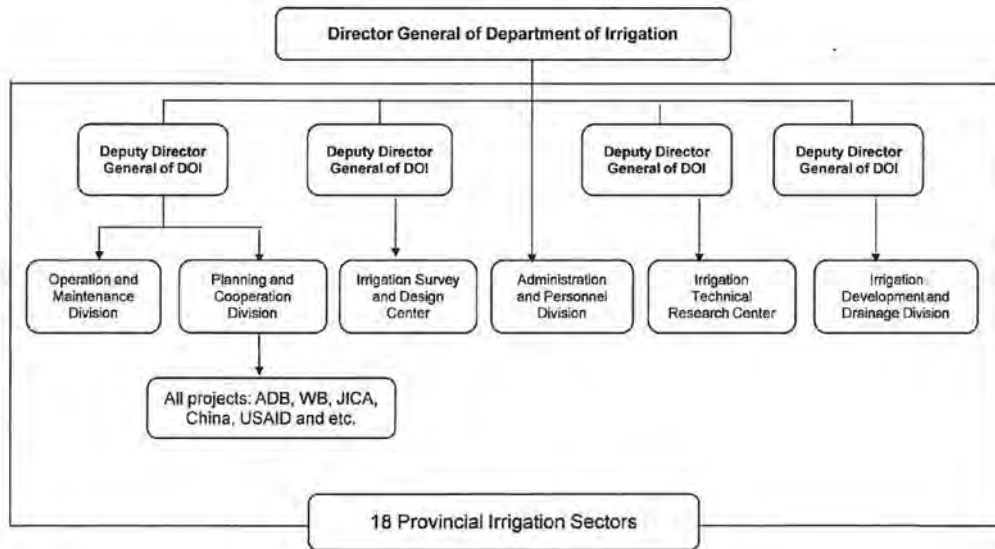 Director General of Department of Irrigation
Deputy Director
General of DOI
Deputy Director
General of DOI
Deputy Director
General of DOI
Deputy Director
General of DOI
Operation and
Maintenance
Division
Planning and
Cooperation
Division
Irrigation Survey
and Design
Center
Administration
and Personnel
Division
Irrigation
Technical
Research Center
Irrigation
Development and
Drainage Division
All projects: ADB, WB, JICA,
China, USAID and etc.
18 Provincial Irrigation Sectors